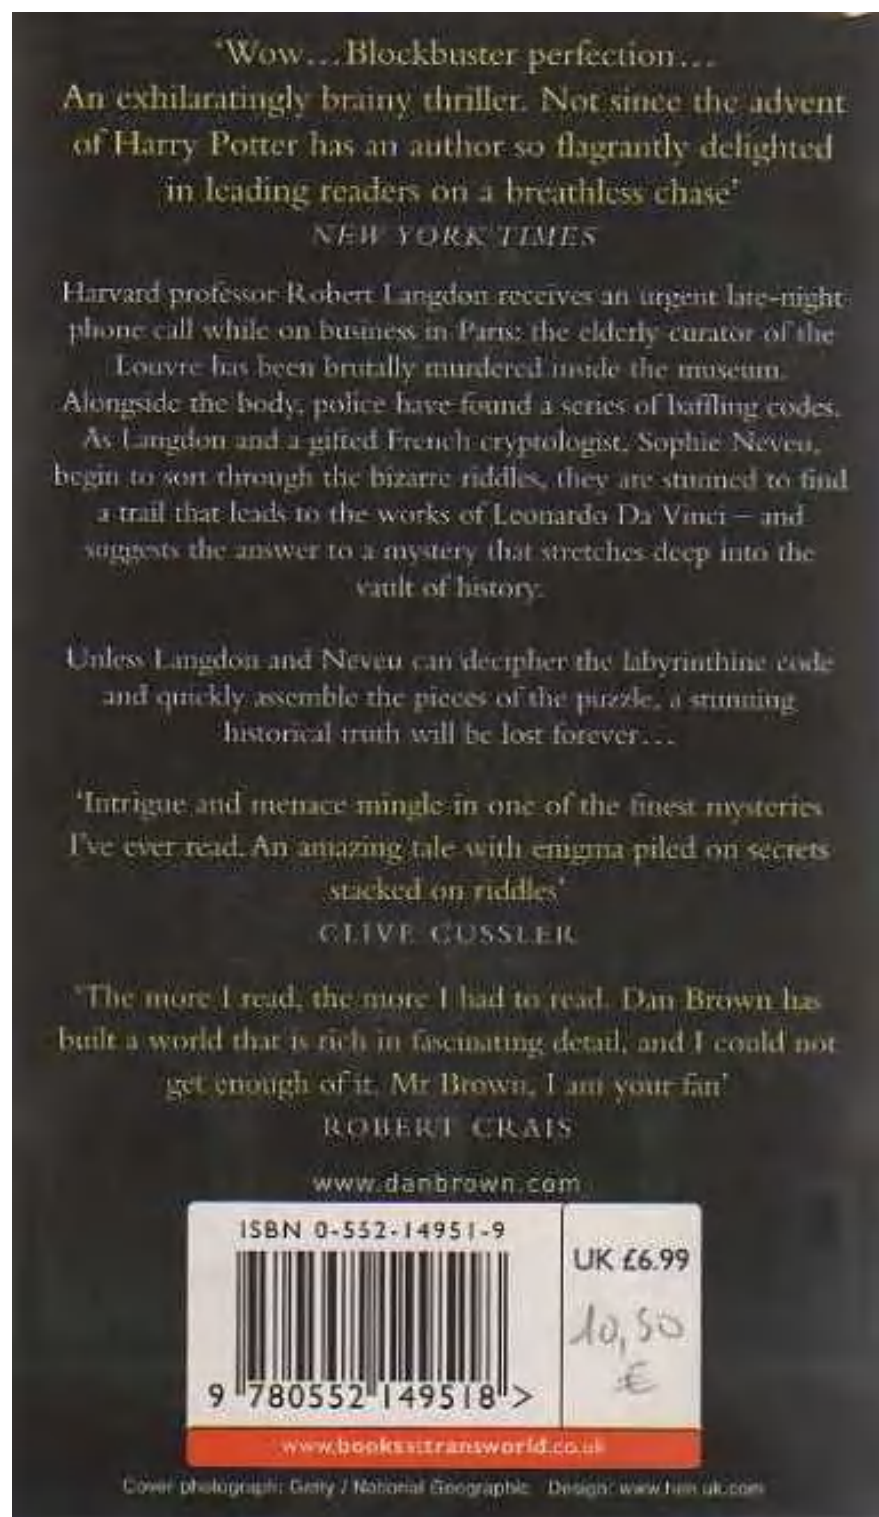 ‘Wow…Blockbuster perfection…
An exhilaratingly brainy thriller. Not since the advent
of Harry Potter has an author so flagrantly delighted
in leading readers on a breathless chase’
NEW YORK TIMES
Harvard professor Robert Langdon receives an urgent late-night
phone call while on business in Paris: the elderly curator of the
Louvre has been brutally murdered inside the museum.
Alongside the body, police have found a series of baffling codes.
As Langdon and a gifted French cryptologist, Sophie Neveu,
begin to sort through the bizarre riddles, they are stunned to find
a trail that leads to the works of Leonardo Da Vinci – and
suggests the answer to a mystery that stretches deep into the
vault of history.
Unless Langdon and Neveu can decipher the labyrinthine code
and quickly assemble the pieces of the puzzle, a stunning
historical truth will be lost forever…
‘Intrigue and menace mingle in one of the finest mysteries
I’ve ever read. An amazing tale with enigma piled on secrets
stacked on riddles’
CLIVE CUSSLER
‘The more I read, the more I had to read. Dan Brown has
built a world that is rich in fascinating detail, and I could not
get enough of it. Mr Brown, I am your fan’
ROBERT CRAIS
www.danbrown.com
ISBN 0-552-14951-9
UK £6.99
10,50
€
9 780552 149518 >
www.booksattransworld.co.uk
Cover photograph: Getty / National Geographic Design: